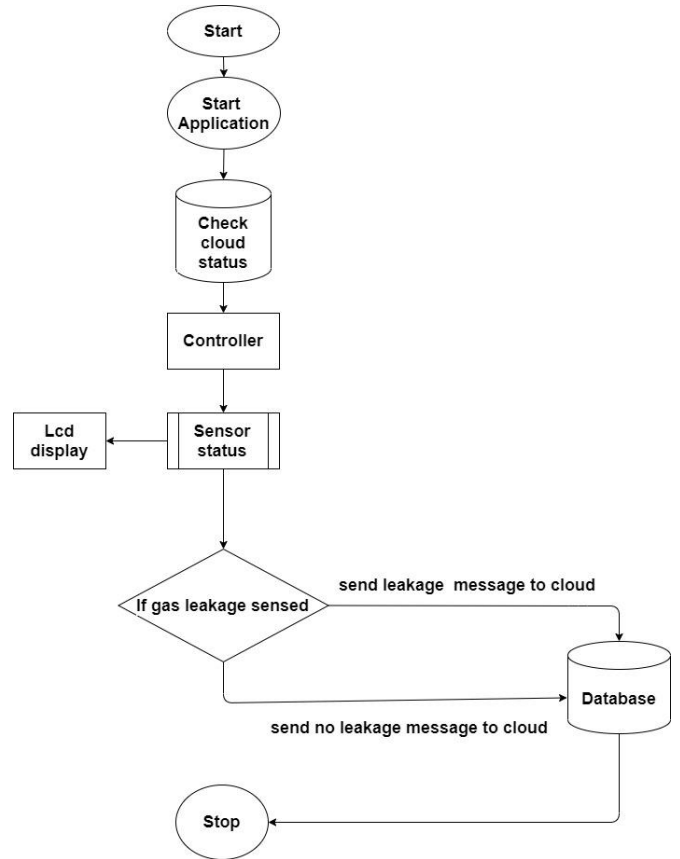 Start
Start
Application
Check
cloud
status
Controller
Lcd
display
Sensor
status
If gas leakage sensed
send leakage message to cloud
Database
send no leakage message to cloud
Stop